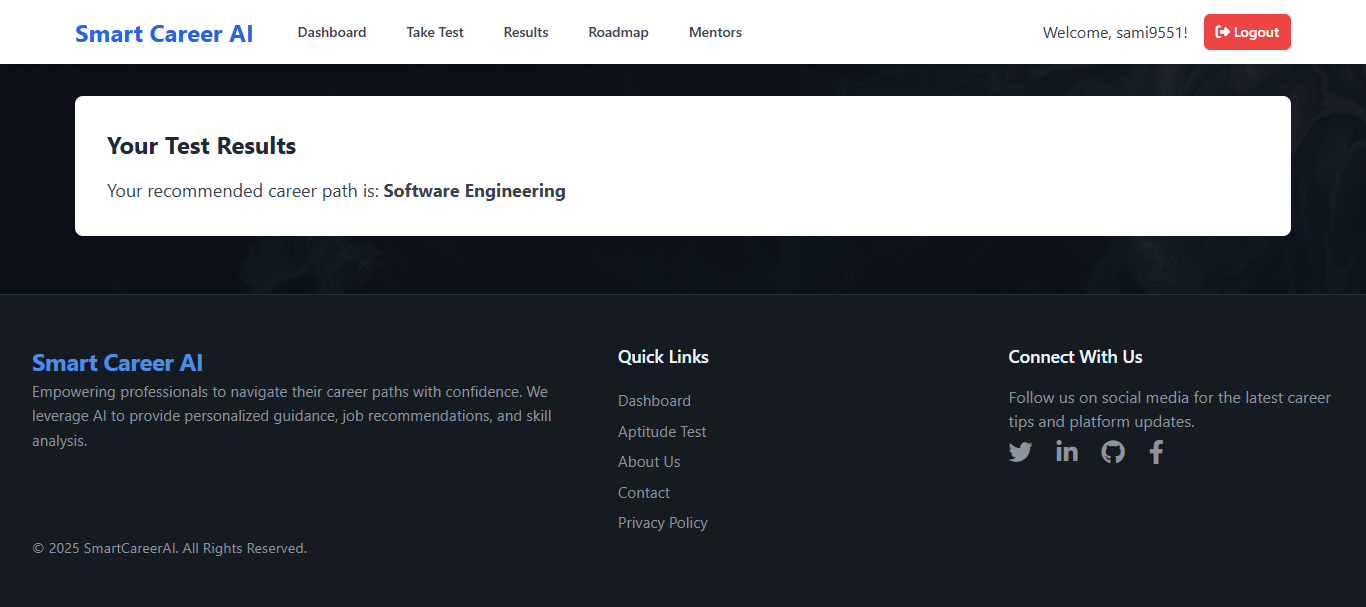 Smart Career AI
Dashboard
Take Test
Results
Roadmap
Mentors
Welcome, sami9551!
Logout
Your Test Results
Your recommended career path is: Software Engineering
Smart Career AI
Empowering professionals to navigate their career paths with confidence. We
leverage AI to provide personalized guidance, job recommendations, and skill
analysis.
Quick Links
Dashboard
Aptitude Test
About Us
Contact
Privacy Policy
Connect With Us
Follow us on social media for the latest career
tips and platform updates.
© 2025 SmartCareerAI. All Rights Reserved.